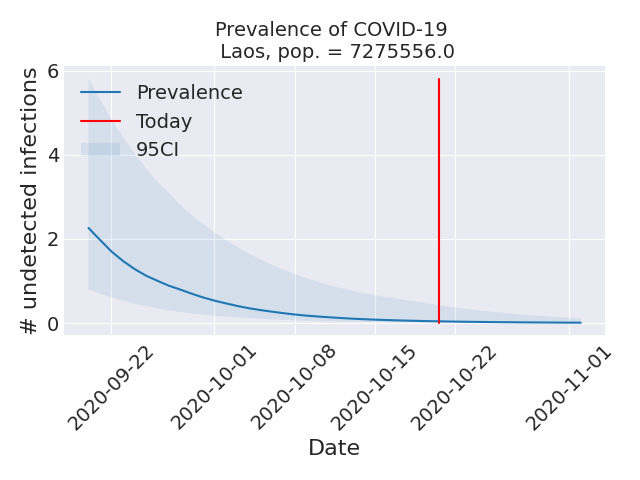 Prevalence of COVID-19
Laos, pop. = 7275556.0
# undetected infections
6
4
2
0
Prevalence
Today
95CI
2020-09-22
2020-10-01
2020-10-08
2020-10-15
2020-10-22
2020-11-01
Date